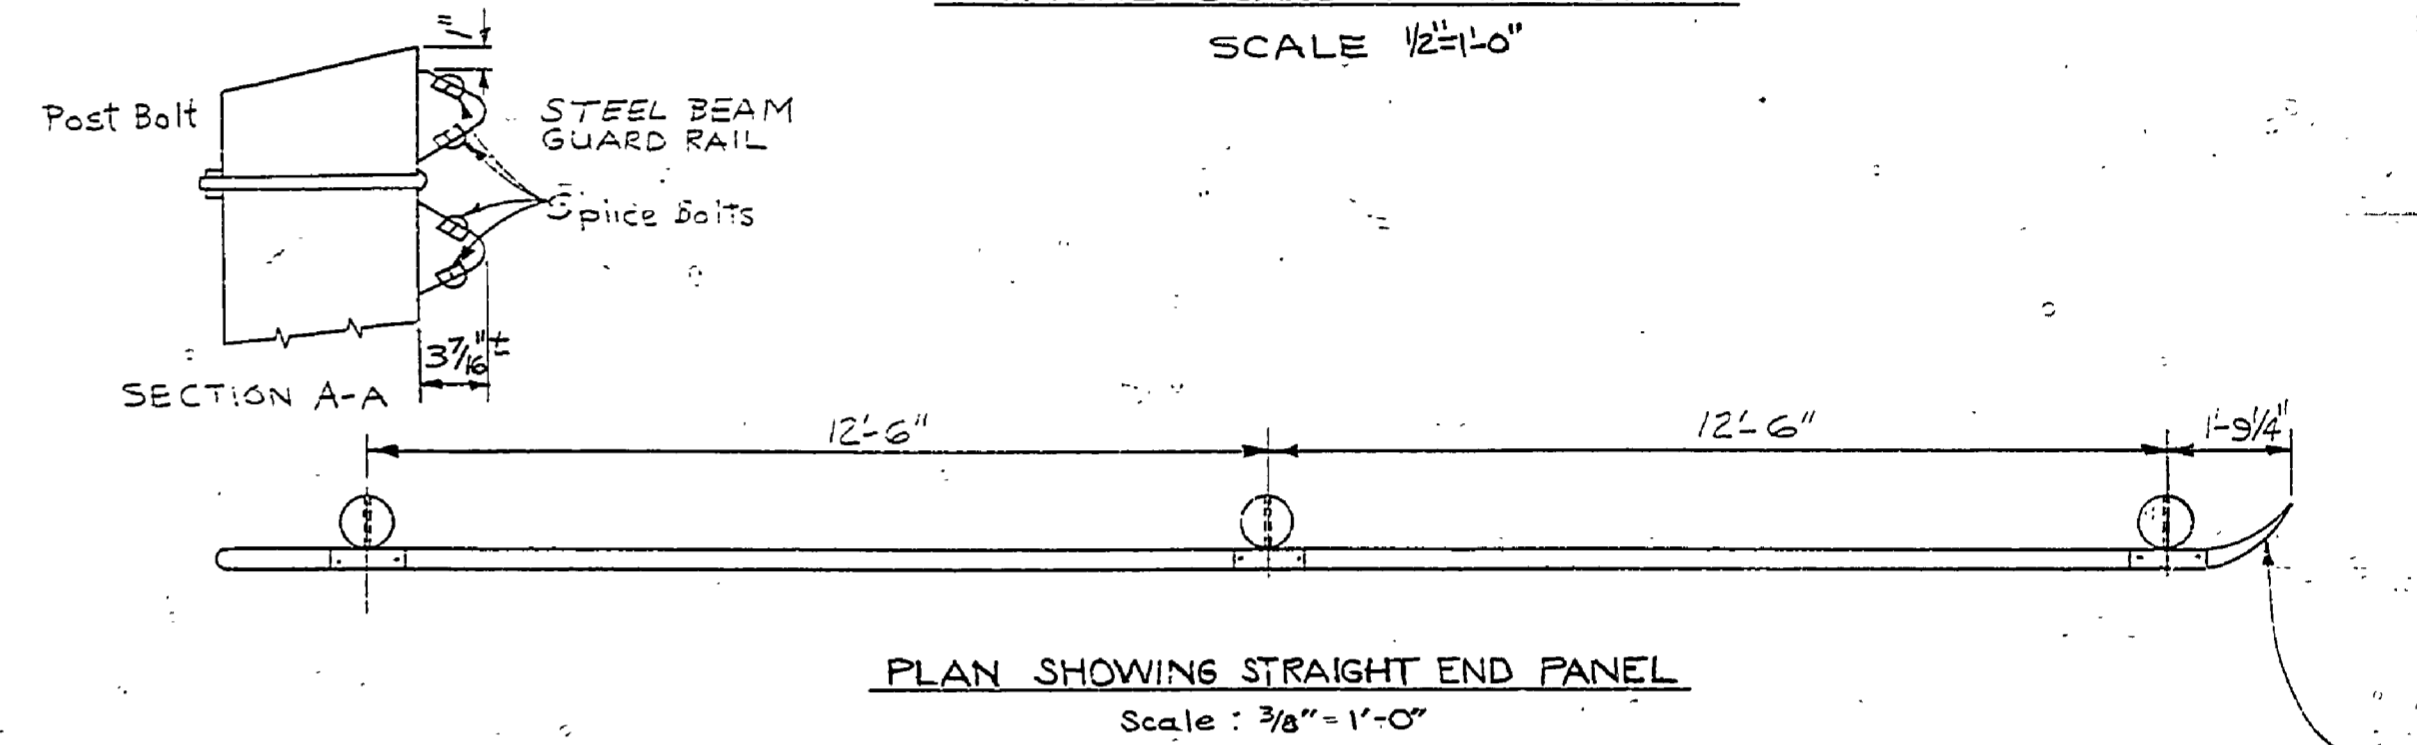 SCALE 1/2"=1'-0"
1"
Post Bolt
STEEL BEAM
GUARD RAIL
Splice Bolts
3 7/16" ±
SECTION A-A
12'-6"
12'-6"
1'-9 1/4"
PLAN SHOWING STRAIGHT END PANEL
Scale : 3/8" = 1'-0"